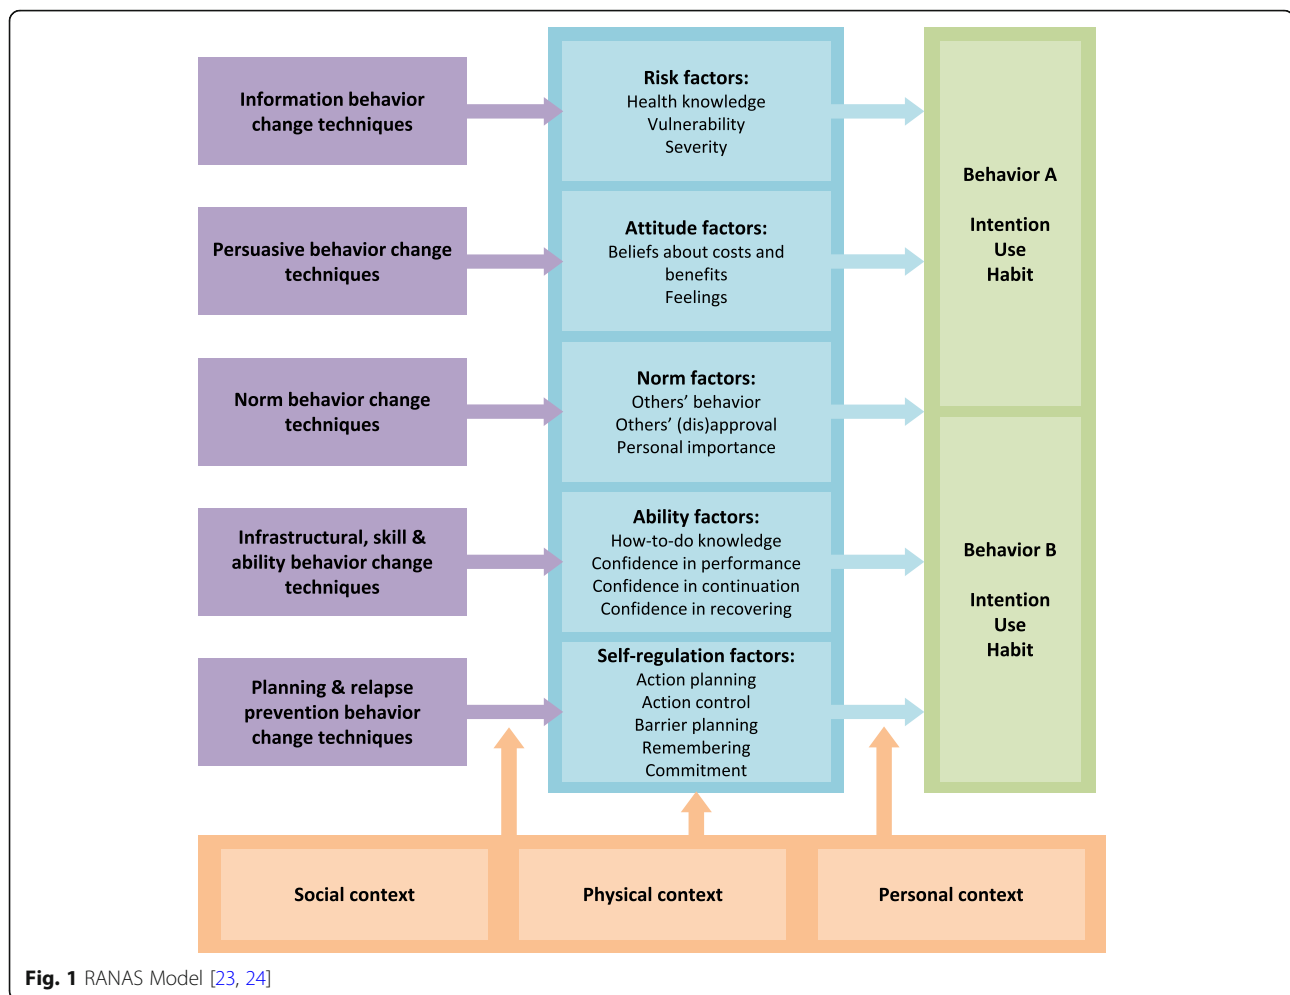 Information behavior
change techniques
Risk factors:
Health knowledge
Vulnerability
Severity
Persuasive behavior change
techniques
Attitude factors:
Beliefs about costs and
benefits
Feelings
Norm behavior change
techniques
Norm factors:
Others’ behavior
Others’ (dis)approval
Personal importance
Infrastructural, skill &
ability behavior change
techniques
Ability factors:
How-to-do knowledge
Confidence in performance
Confidence in continuation
Confidence in recovering
Planning & relapse
prevention behavior
change techniques
Self-regulation factors:
Action planning
Action control
Barrier planning
Remembering
Commitment
Behavior A
Intention
Use
Habit
Behavior B
Intention
Use
Habit
Social context
Physical context
Personal context
Fig. 1 RANAS Model [23, 24]